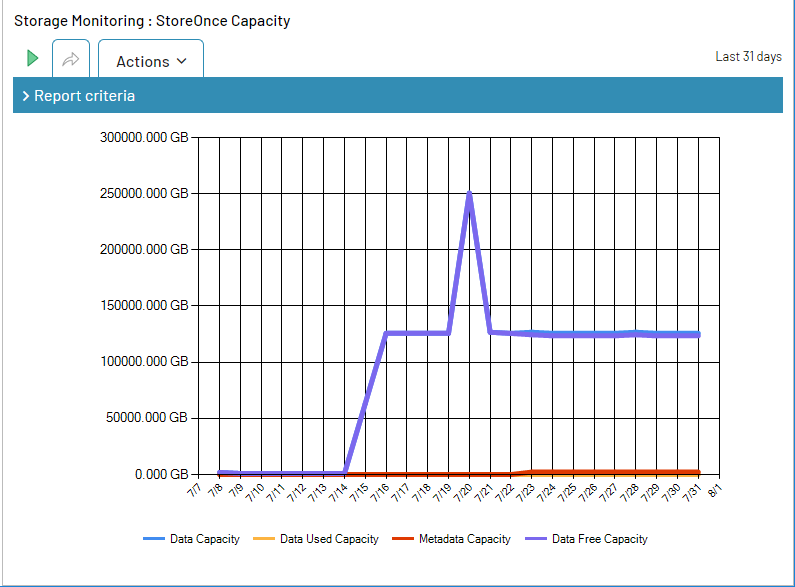 Storage Monitoring : StoreOnce Capacity
Actions
Last 31 days
Report criteria
300000.000 GB
250000.000 GB
200000.000 GB
150000.000 GB
100000.000 GB
50000.000 GB
0.000 GB
7/7 7/8 7/9 7/10 7/11 7/12 7/13 7/14 7/15 7/16 7/17 7/18 7/19 7/20 7/21 7/22 7/23 7/24 7/25 7/26 7/27 7/28 7/29 7/30 7/31 8/1
Data Capacity Data Used Capacity Metadata Capacity Data Free Capacity